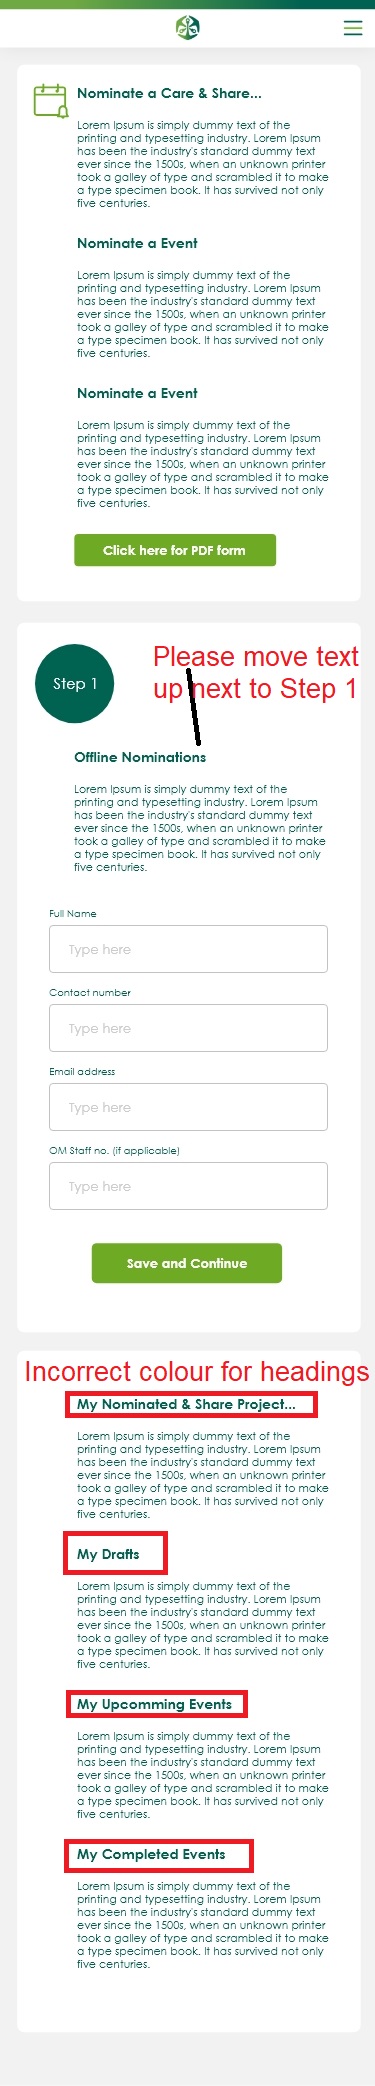 Nominate a Care & Share...
Lorem Ipsum is simply dummy text of the
printing and typesetting industry. Lorem Ipsum
has been the industry's standard dummy text
ever since the 1500s, when an unknown printer
took a galley of type and scrambled it to make
a type specimen book. It has survived not only
five centuries.
Nominate a Event
Lorem Ipsum is simply dummy text of the
printing and typesetting industry. Lorem Ipsum
has been the industry's standard dummy text
ever since the 1500s, when an unknown printer
took a galley of type and scrambled it to make
a type specimen book. It has survived not only
five centuries.
Nominate a Event
Lorem Ipsum is simply dummy text of the
printing and typesetting industry. Lorem Ipsum
has been the industry's standard dummy text
ever since the 1500s, when an unknown printer
took a galley of type and scrambled it to make
a type specimen book. It has survived not only
five centuries.
Click here for PDF form
Step 1
Please move text
up next to Step 1
Offline Nominations
Lorem Ipsum is simply dummy text of the
printing and typesetting industry. Lorem Ipsum
has been the industry's standard dummy text
ever since the 1500s, when an unknown printer
took a galley of type and scrambled it to make
a type specimen book. It has survived not only
five centuries.
Full Name
Type here
Contact number
Type here
Email address
Type here
OM Staff no. (if applicable)
Type here
Save and Continue
Incorrect colour for headings
My Nominated & Share Project...
Lorem Ipsum is simply dummy text of the
printing and typesetting industry. Lorem Ipsum
has been the industry's standard dummy text
ever since the 1500s, when an unknown printer
took a galley of type and scrambled it to make
a type specimen book. It has survived not only
five centuries.
My Drafts
Lorem Ipsum is simply dummy text of the
printing and typesetting industry. Lorem Ipsum
has been the industry's standard dummy text
ever since the 1500s, when an unknown printer
took a galley of type and scrambled it to make
a type specimen book. It has survived not only
five centuries.
My Upcomming Events
Lorem Ipsum is simply dummy text of the
printing and typesetting industry. Lorem Ipsum
has been the industry's standard dummy text
ever since the 1500s, when an unknown printer
took a galley of type and scrambled it to make
a type specimen book. It has survived not only
five centuries.
My Completed Events
Lorem Ipsum is simply dummy text of the
printing and typesetting industry. Lorem Ipsum
has been the industry's standard dummy text
ever since the 1500s, when an unknown printer
took a galley of type and scrambled it to make
a type specimen book. It has survived not only
five centuries.